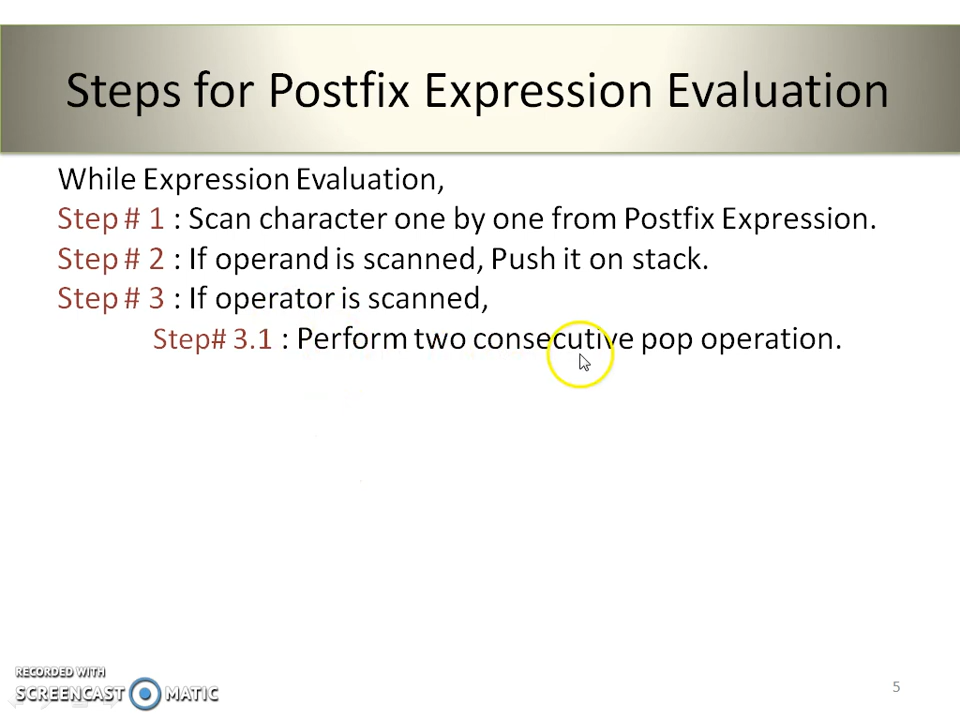 Steps for Postfix Expression Evaluation
While Expression Evaluation,
Step # 1 : Scan character one by one from Postfix Expression.
Step # 2 : If operand is scanned, Push it on stack.
Step # 3 : If operator is scanned,
Step# 3.1 : Perform two consecutive pop operation.
RECORDED WITH
SCREENCAST MATIC
5